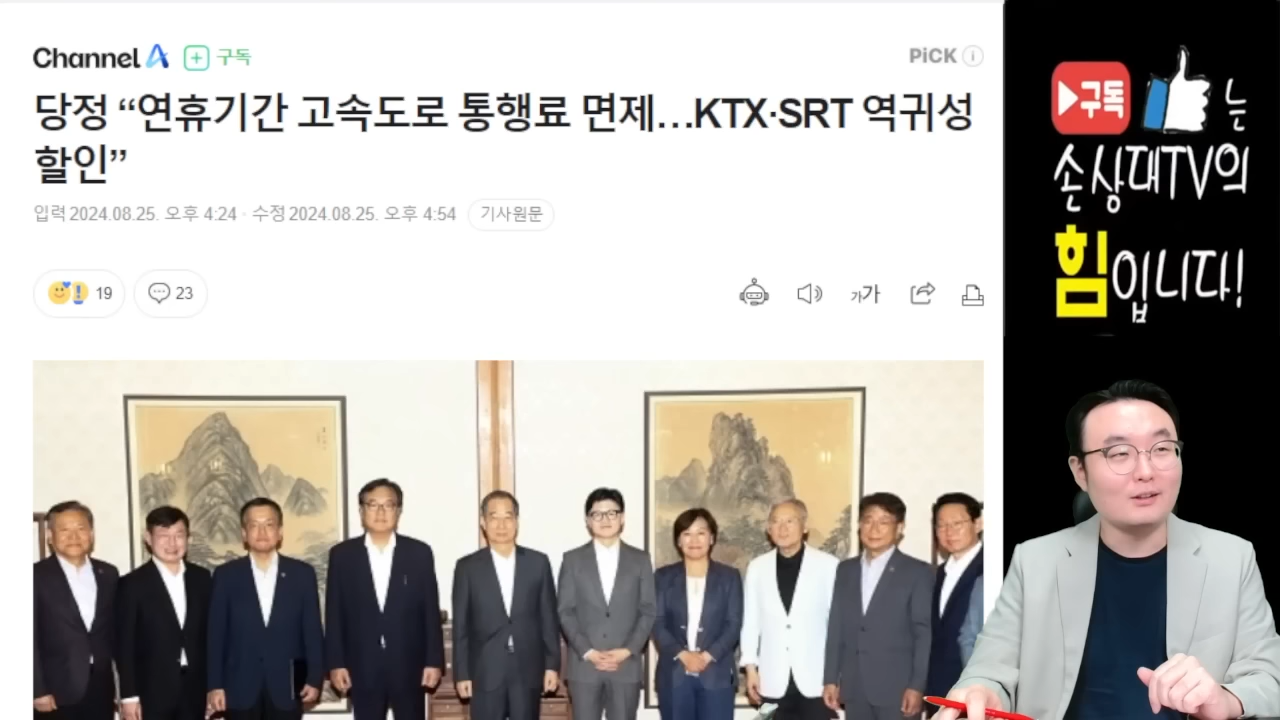 Channel A + 구독
PiCK i
당정 “연휴기간 고속도로 통행료 면제…KTX·SRT 역귀성
할인”
입력 2024.08.25. 오후 4:24 · 수정 2024.08.25. 오후 4:54 기사원문
19 23
가가
구독 는
손상대TV의
힘입니다!